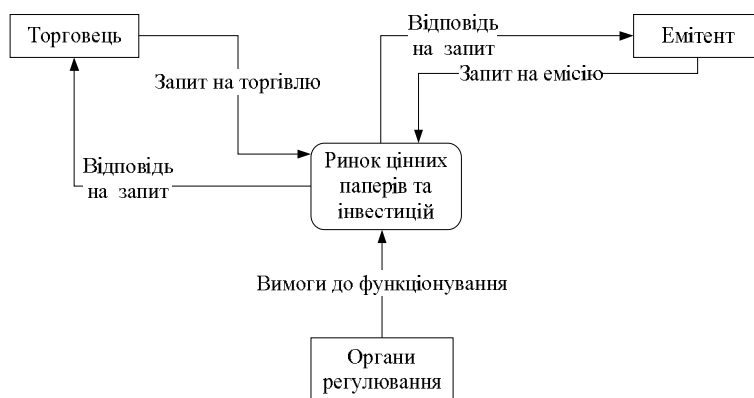 Торговець
Відповідь
на запит
Емітент
Запит на торгівлю
Запит на емісію
Відповідь
на запит
Ринок цінних
паперів та
інвестицій
Вимоги до функціонування
Органи
регулювання